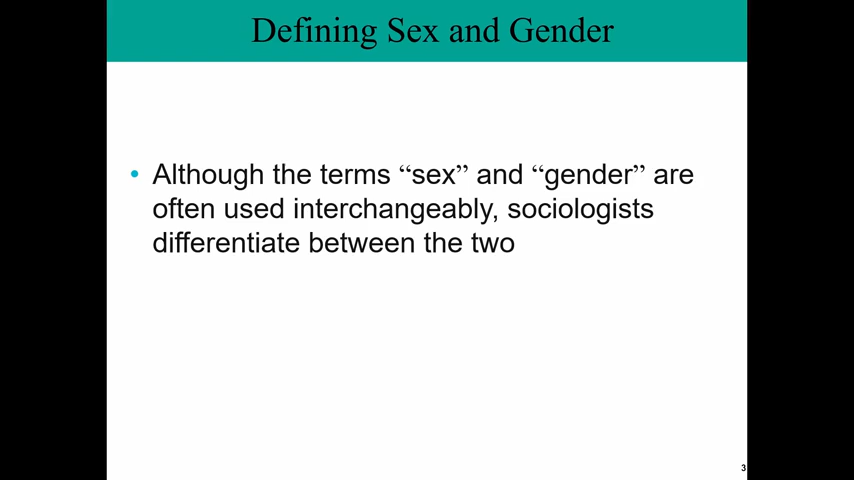 Defining Sex and Gender
• Although the terms “sex” and “gender” are
often used interchangeably, sociologists
differentiate between the two
3